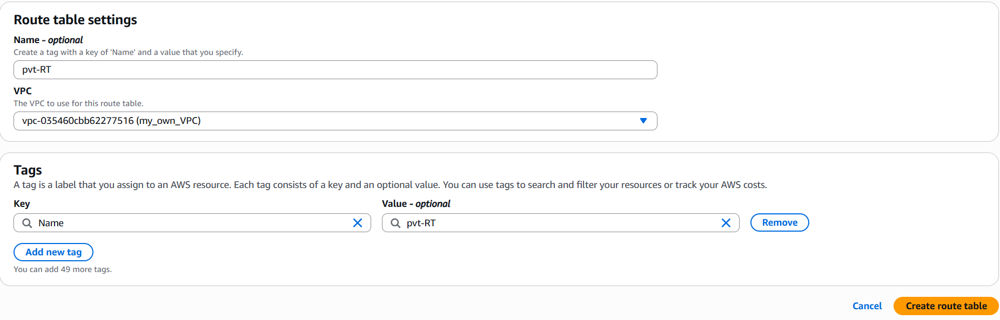 Route table settings
Name - optional
Create a tag with a key of 'Name' and a value that you specify.
pvt-RT
VPC
The VPC to use for this route table.
vpc-035460cbb62277516 (my_own_VPC)
Tags
A tag is a label that you assign to an AWS resource. Each tag consists of a key and an optional value. You can use tags to search and filter your resources or track your AWS costs.
Key Value - optional
Name pvt-RT Remove
Add new tag
You can add 49 more tags.
Cancel Create route table